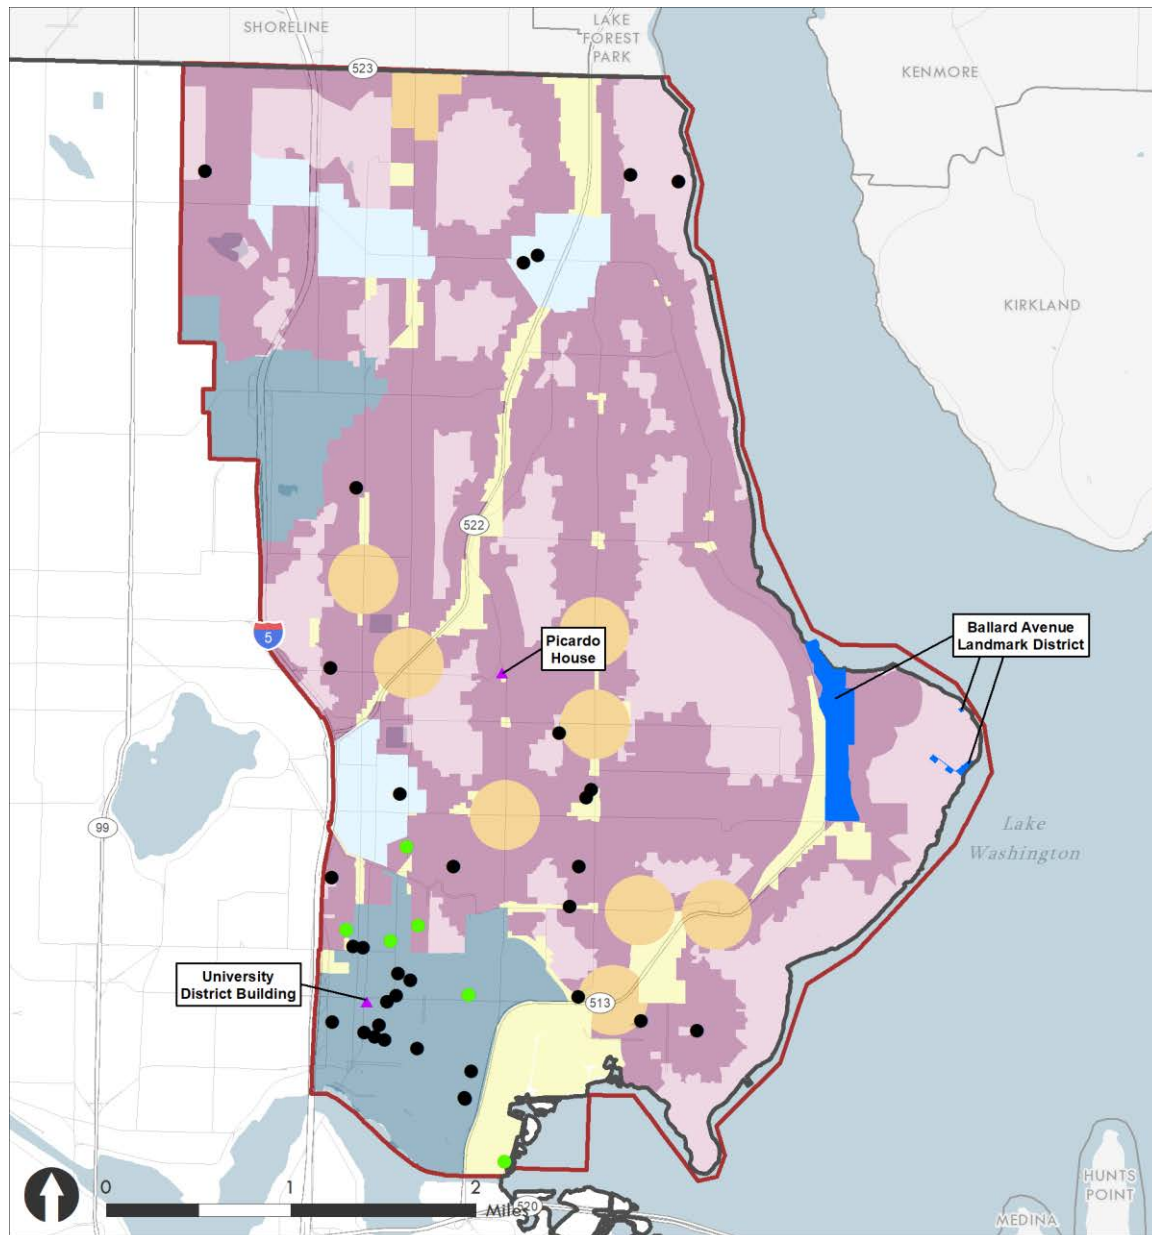 SHORELINE
LAKE
FOREST
PARK
KENMORE
523
KIRKLAND
522
5
Picardo
House
Ballard Avenue
Landmark District
99
Lake
Washington
University
District Building
513
0
1
2
Miles
520
HUNTS
POINT
MEDINA